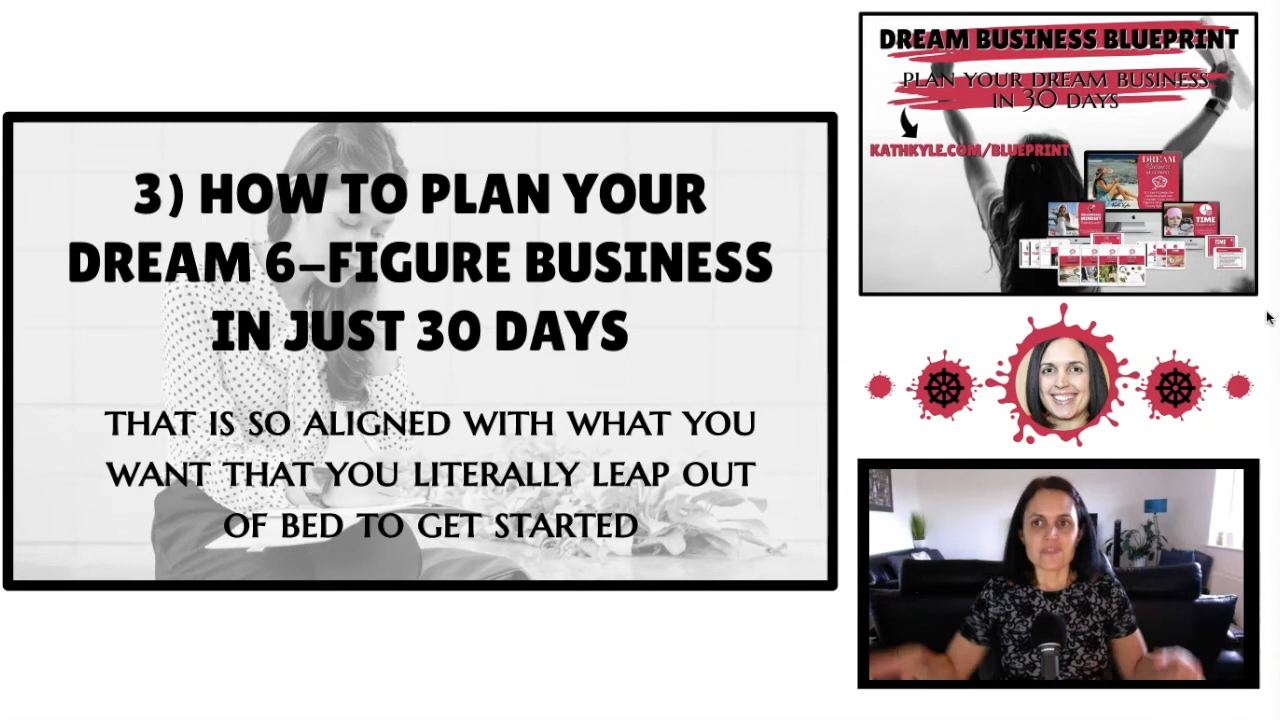 3) HOW TO PLAN YOUR
DREAM 6-FIGURE BUSINESS
IN JUST 30 DAYS
THAT IS SO ALIGNED WITH WHAT YOU
WANT THAT YOU LITERALLY LEAP OUT
OF BED TO GET STARTED
DREAM BUSINESS BLUEPRINT
PLAN YOUR DREAM BUSINESS
IN 30 DAYS
KATHKYLE.COM/BLUEPRINT
DREAM
TIME
TIME